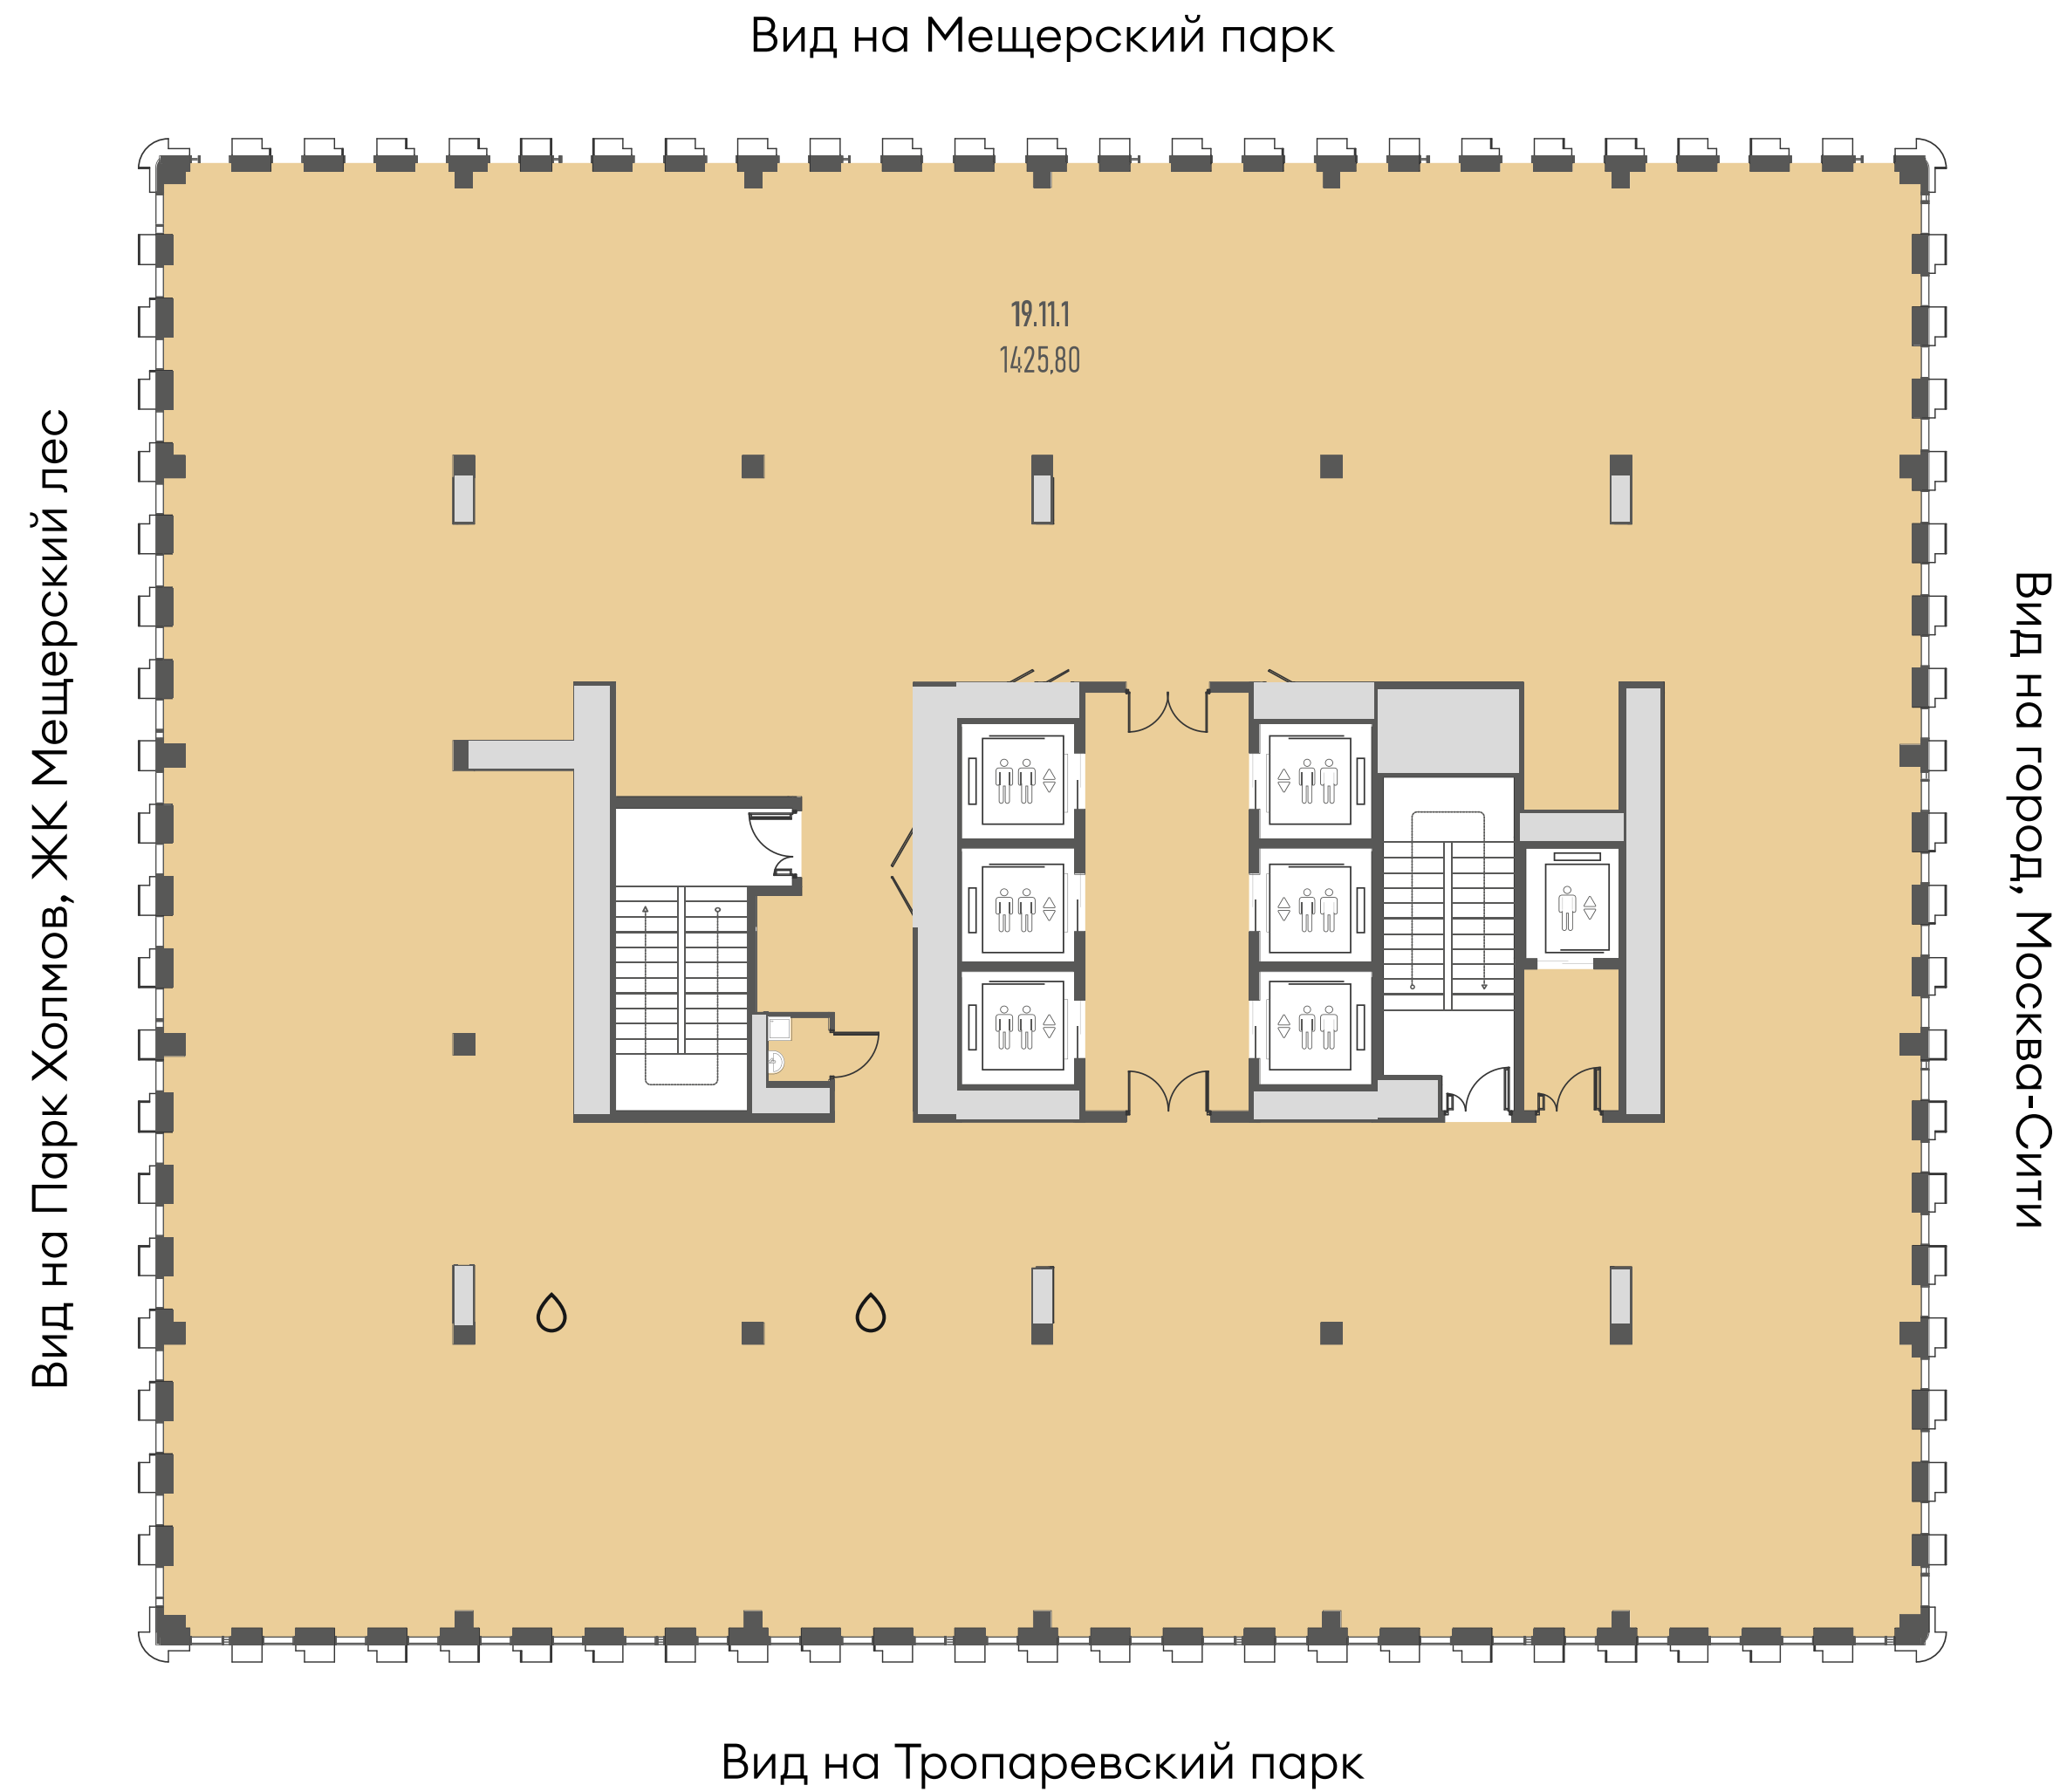 Вид на Мещерский парк
19.11.1
1425,80
Вид на Парк Холмов, ЖК Мещерский лес
Вид на город, Москва-Сити
Вид на Тропаревский парк